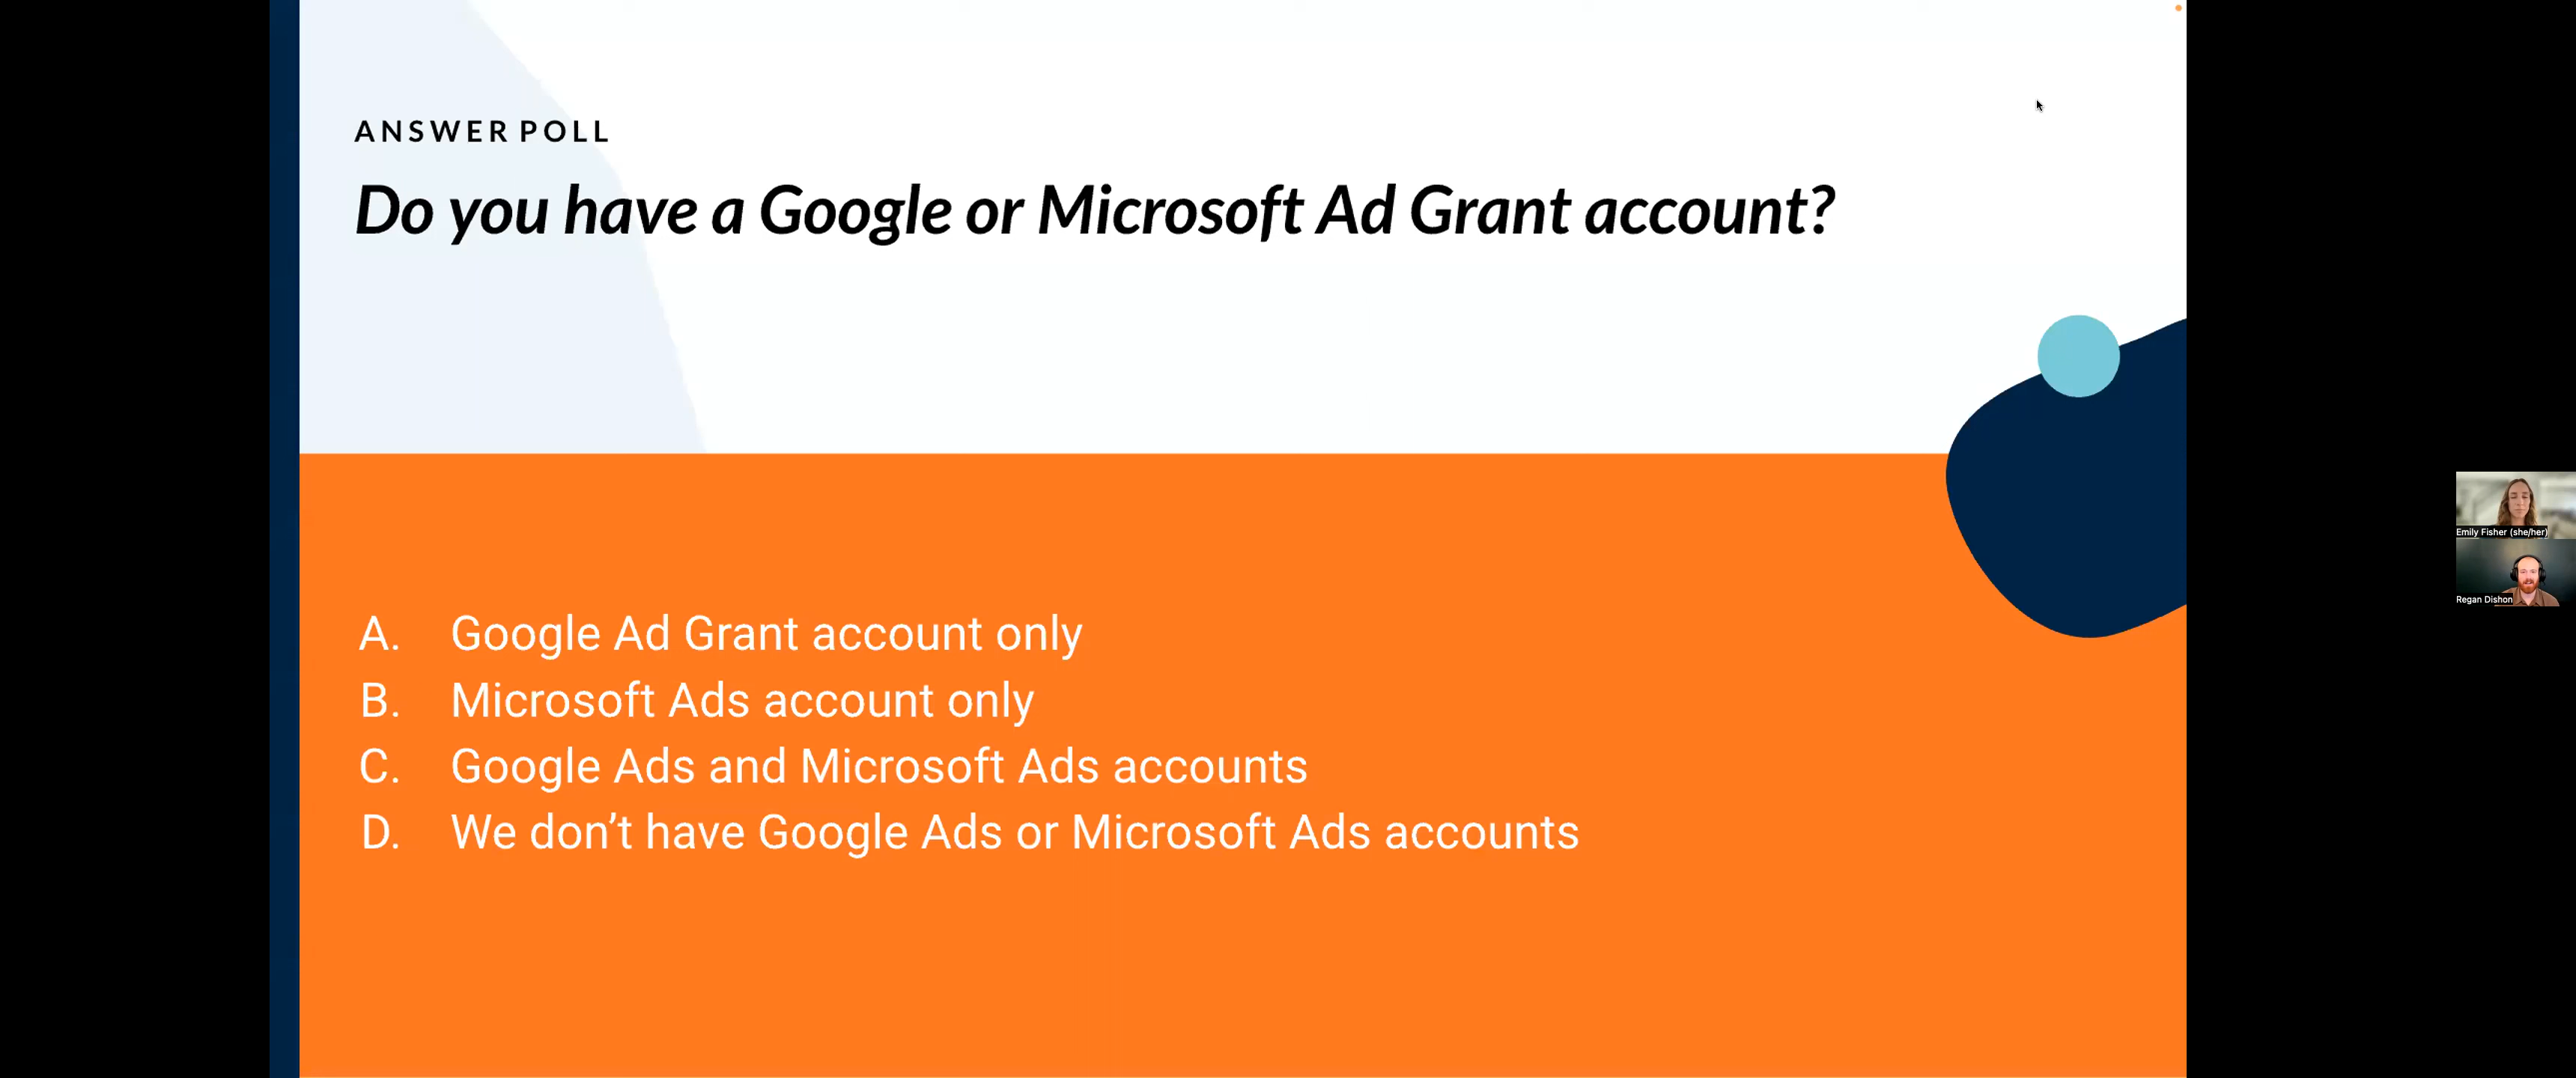 ANSWER POLL
Do you have a Google or Microsoft Ad Grant account?
A. Google Ad Grant account only
B. Microsoft Ads account only
C. Google Ads and Microsoft Ads accounts
D. We don’t have Google Ads or Microsoft Ads accounts
Emily Fisher (she/her)
Regan Dishon